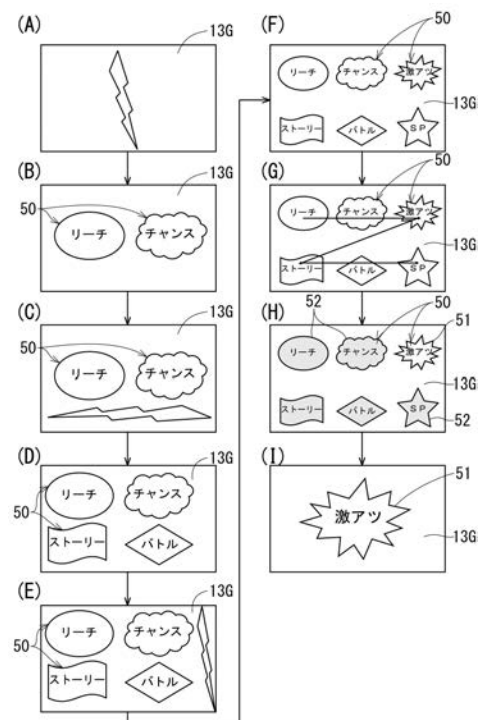 (A)
13G
(B)
13G
50
リーチ
チャンス
(C)
13G
50
リーチ
チャンス
(D)
13G
リーチ
チャンス
50
ストーリー
バトル
(E)
13G
リーチ
チャンス
50
ストーリー
バトル
(F)
50
リーチ
チャンス
激アツ
13G
ストーリー
バトル
SP
(G)
50
リーチ
チャンス
激アツ
13G
ストーリー
バトル
SP
(H)
52
50
51
リーチ
チャンス
激アツ
13G
ストーリー
バトル
SP
52
(I)
51
激アツ
13G